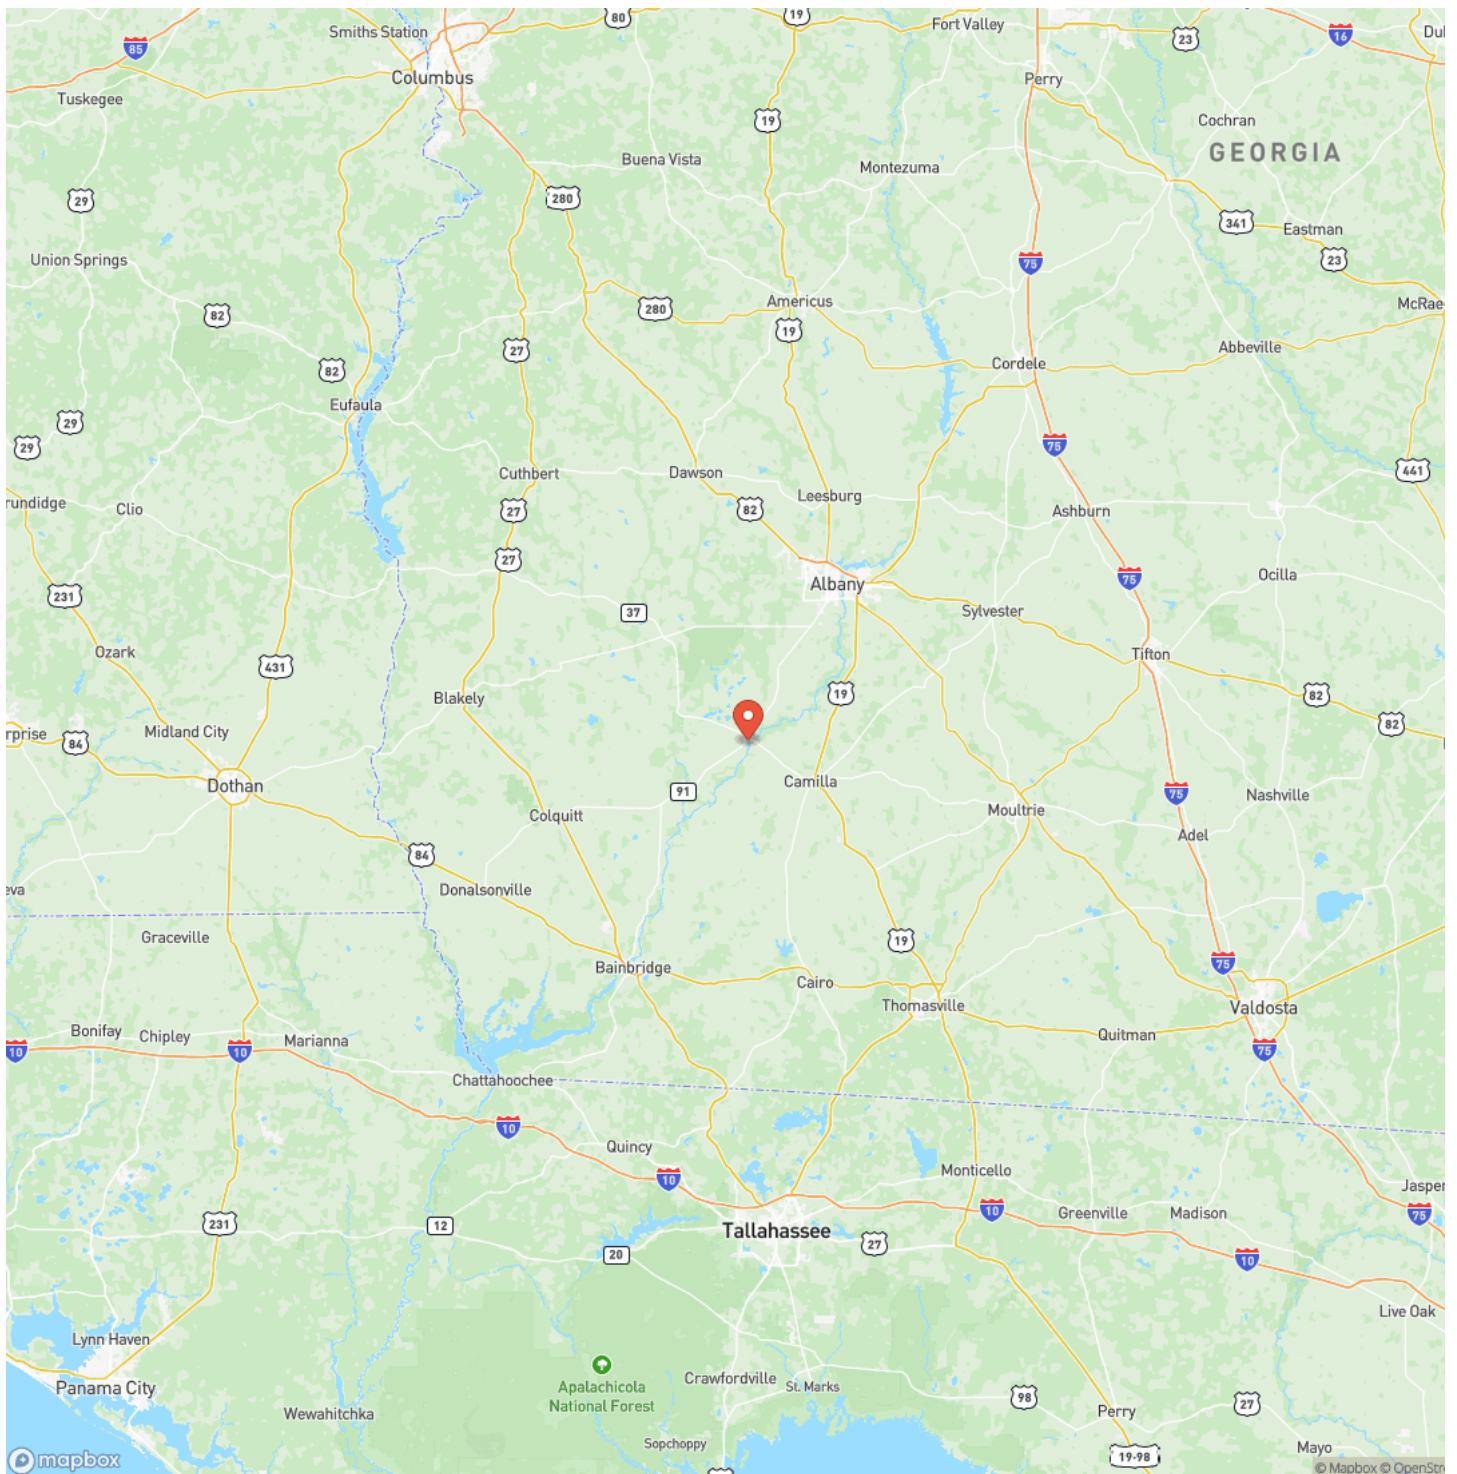 80
19
Fort Valley
Smiths Station
85
23
16
Columbus
Perry
Tuskegee
19
Cochran
GEORGIA
Buena Vista
Montezuma
29
280
341
Eastman
Union Springs
75
23
Americus
McRae
82
280
19
27
Abbeville
82
Cordele
Eufaula
29
29
75
441
Cuthbert
Dawson
Leesburg
rundidge
Clio
27
82
Ashburn
27
75
Ocilla
Albany
231
37
Sylvester
Ozark
431
Tifton
Blakely
19
82
82
Midland City
rprise
84
Dothan
Camilla
91
75
Nashville
Colquitt
Moultrie
Adel
84
Donalsonville
eva
Graceville
19
Bainbridge
75
Cairo
Thomasville
Valdosta
Bonifay
Chipley
Marianna
Quitman
10
10
75
Chattahoochee
10
Quincy
Monticello
10
Jasper
231
12
Tallahassee
27
10
Greenville
Madison
75
20
10
Live Oak
Lynn Haven
Apalachicola
National Forest
Crawfordville
St. Marks
Panama City
98
27
Wewahitchka
Perry
Sopchoppy
Mayo
19-98
mapbox
© Mapbox © OpenStr